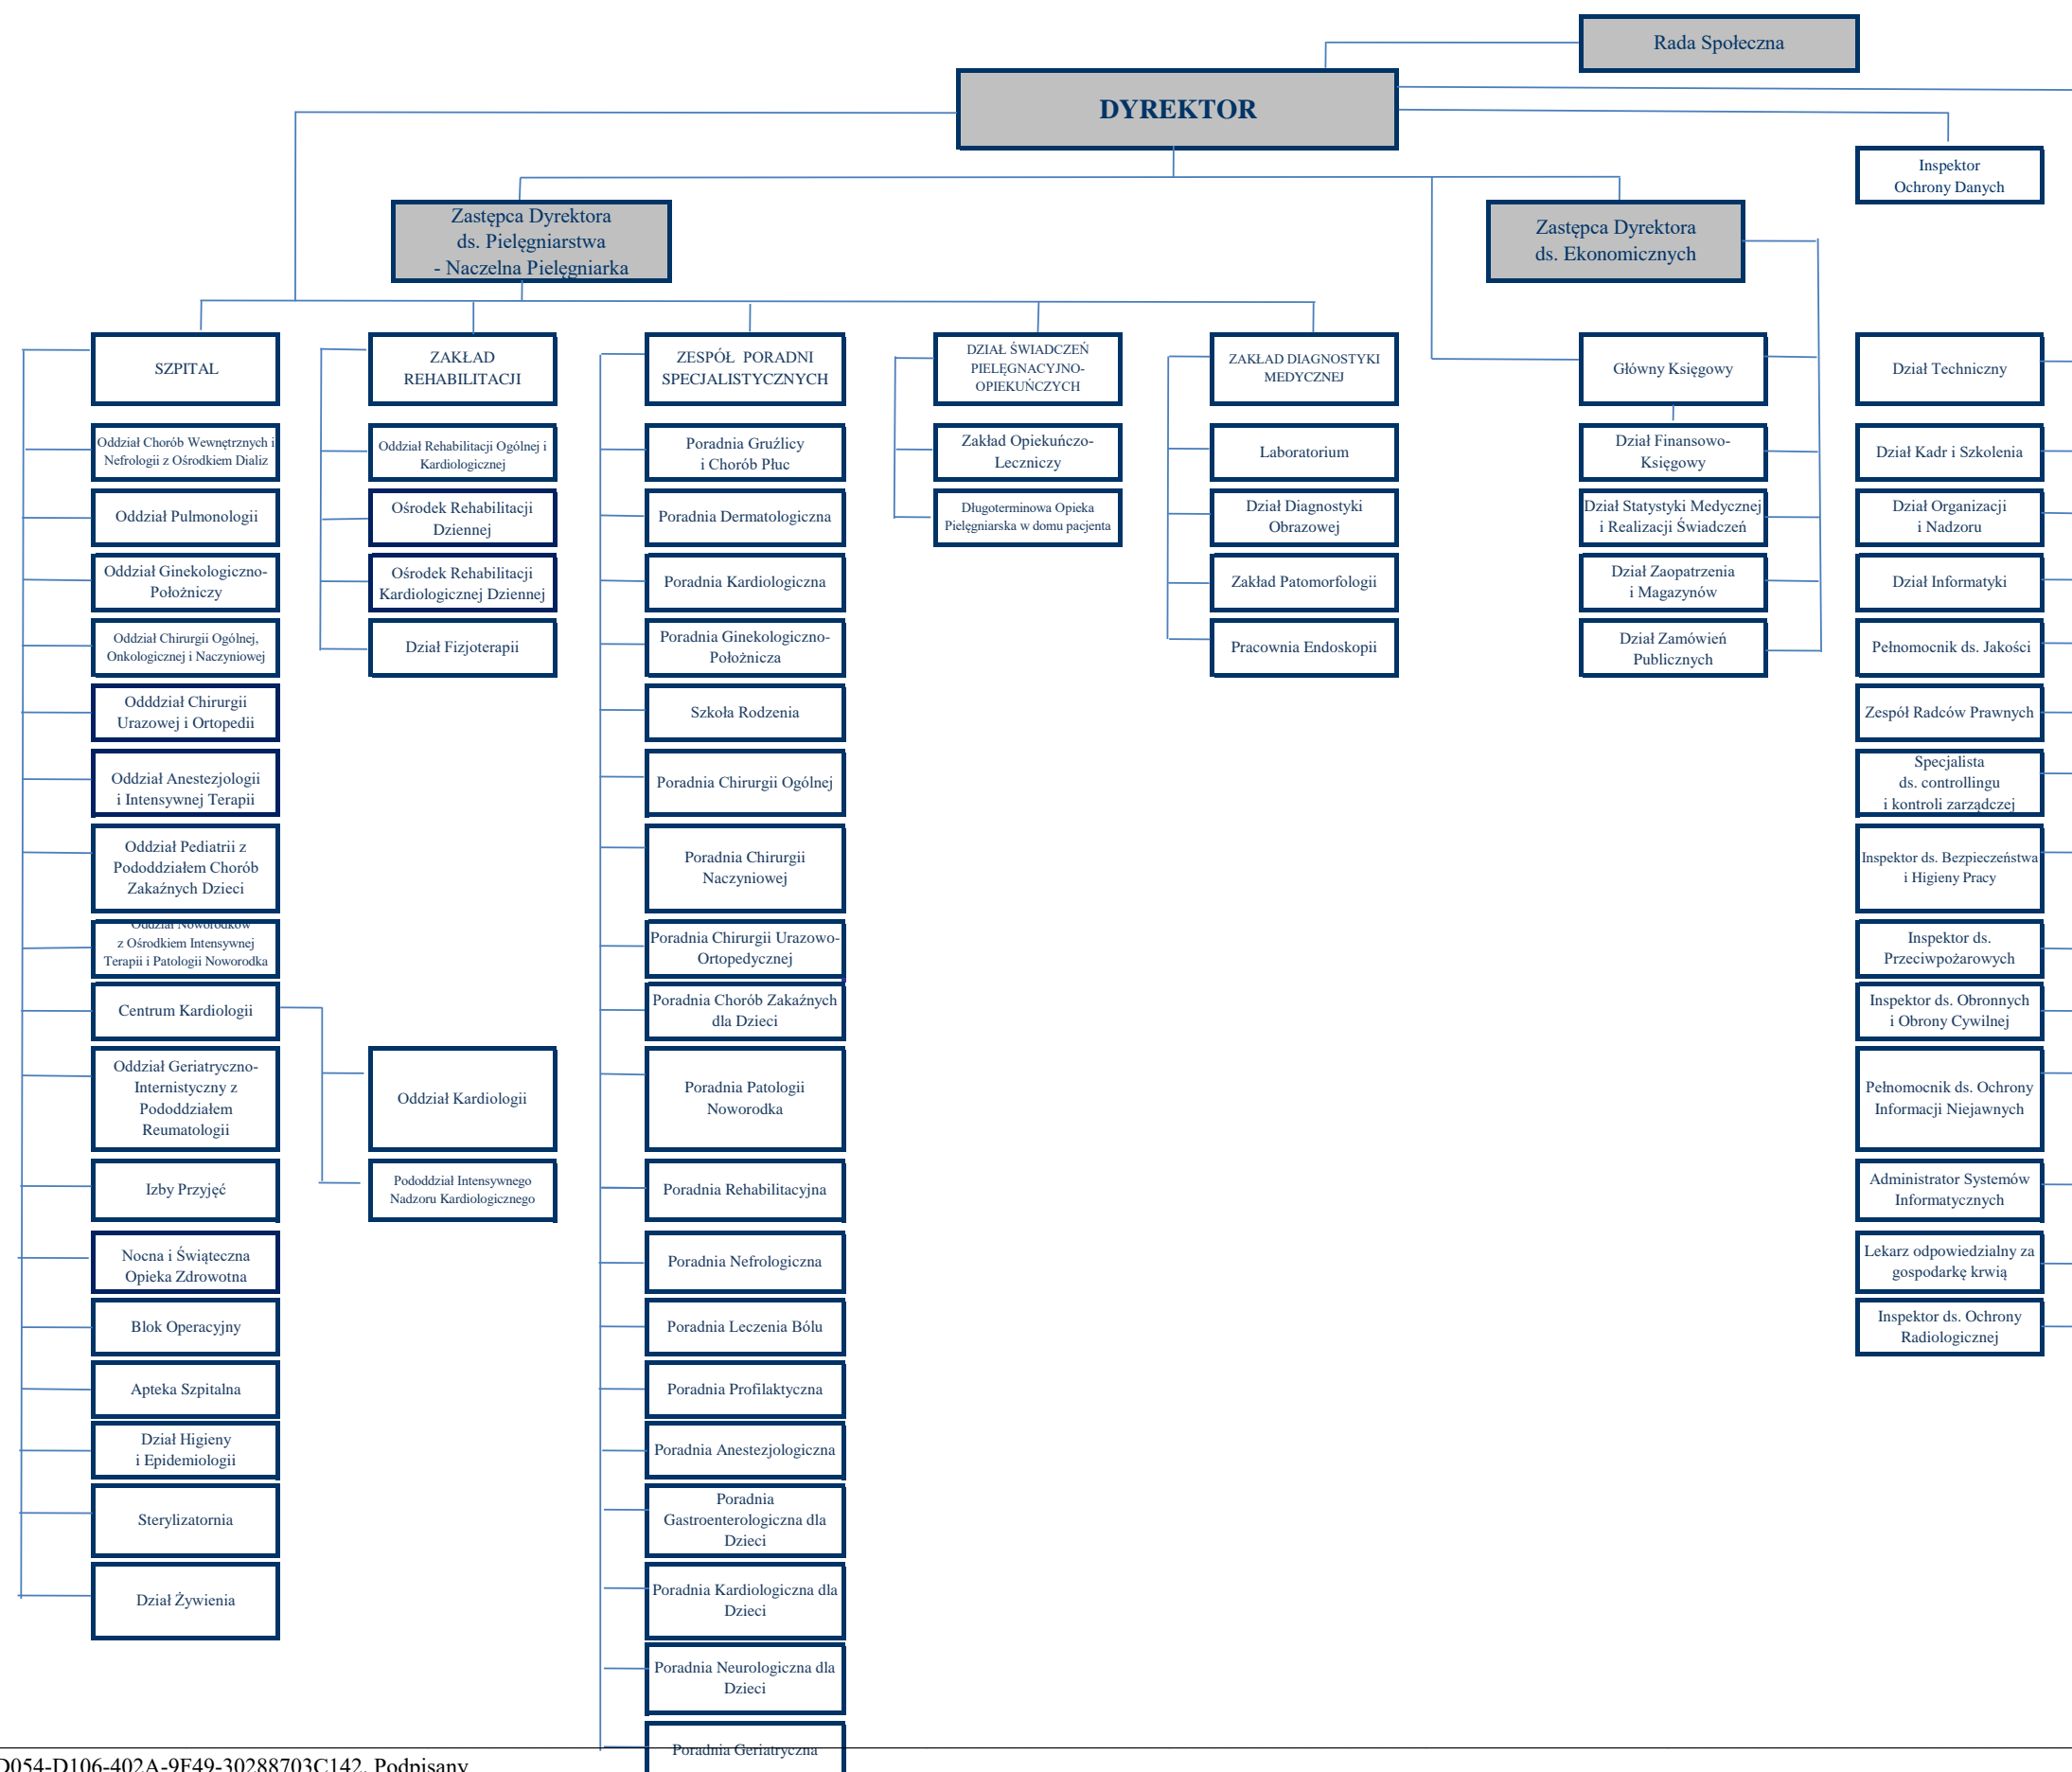 Rada Społeczna
DYREKTOR
Inspektor
Ochrony Danych
Zastępca Dyrektora
ds. Pielęgniarstwa
- Naczelna Pielęgniarka
Zastępca Dyrektora
ds. Ekonomicznych
SZPITAL
Oddział Chorób Wewnętrznych i
Nefrologii z Ośrodkiem Dializ
Oddział Pulmonologii
Oddział Ginekologiczno-
Położniczy
Oddział Chirurgii Ogólnej,
Onkologicznej i Naczyniowej
Odddział Chirurgii
Urazowej i Ortopedii
Oddział Anestezjologii
i Intensywnej Terapii
Oddział Pediatrii z
Pododdziałem Chorób
Zakaźnych Dzieci
Oddział Noworodków
z Ośrodkiem Intensywnej
Terapii i Patologii Noworodka
Centrum Kardiologii
Oddział Geriatryczno-
Internistyczny z
Pododdziałem
Reumatologii
Izby Przyjęć
Nocna i Świąteczna
Opieka Zdrowotna
Blok Operacyjny
Apteka Szpitalna
Dział Higieny
i Epidemiologii
Sterylizatornia
Dział Żywienia
ZAKŁAD
REHABILITACJI
Oddział Rehabilitacji Ogólnej i
Kardiologicznej
Ośrodek Rehabilitacji
Dziennej
Ośrodek Rehabilitacji
Kardiologicznej Dziennej
Dział Fizjoterapii
Oddział Kardiologii
Pododdział Intensywnego
Nadzoru Kardiologicznego
ZESPÓŁ PORADNI
SPECJALISTYCZNYCH
Poradnia Gruźlicy
i Chorób Płuc
Poradnia Dermatologiczna
Poradnia Kardiologiczna
Poradnia Ginekologiczno-
Położnicza
Szkoła Rodzenia
Poradnia Chirurgii Ogólnej
Poradnia Chirurgii
Naczyniowej
Poradnia Chirurgii Urazowo-
Ortopedycznej
Poradnia Chorób Zakaźnych
dla Dzieci
Poradnia Patologii
Noworodka
Poradnia Rehabilitacyjna
Poradnia Nefrologiczna
Poradnia Leczenia Bólu
Poradnia Profilaktyczna
Poradnia Anestezjologiczna
Poradnia
Gastroenterologiczna dla
Dzieci
Poradnia Kardiologiczna dla
Dzieci
Poradnia Neurologiczna dla
Dzieci
Poradnia Geriatryczna
DZIAŁ ŚWIADCZEŃ
PIELĘGNACYJNO-
OPIEKUŃCZYCH
Zakład Opiekuńczo-
Leczniczy
Długoterminowa Opieka
Pielęgniarska w domu pacjenta
ZAKŁAD DIAGNOSTYKI
MEDYCZNEJ
Laboratorium
Dział Diagnostyki
Obrazowej
Zakład Patomorfologii
Pracownia Endoskopii
Główny Księgowy
Dział Finansowo-
Księgowy
Dział Statystyki Medycznej
i Realizacji Świadczeń
Dział Zaopatrzenia
i Magazynów
Dział Zamówień
Publicznych
Dział Techniczny
Dział Kadr i Szkolenia
Dział Organizacji
i Nadzoru
Dział Informatyki
Pełnomocnik ds. Jakości
Zespół Radców Prawnych
Specjalista
ds. controllingu
i kontroli zarządczej
Inspektor ds. Bezpieczeństwa
i Higieny Pracy
Inspektor ds.
Przeciwpożarowych
Inspektor ds. Obronnych
i Obrony Cywilnej
Pełnomocnik ds. Ochrony
Informacji Niejawnych
Administrator Systemów
Informatycznych
Lekarz odpowiedzialny za
gospodarkę krwią
Inspektor ds. Ochrony
Radiologicznej
D054-D106-402A-9F49-30288703C142. Podpisany